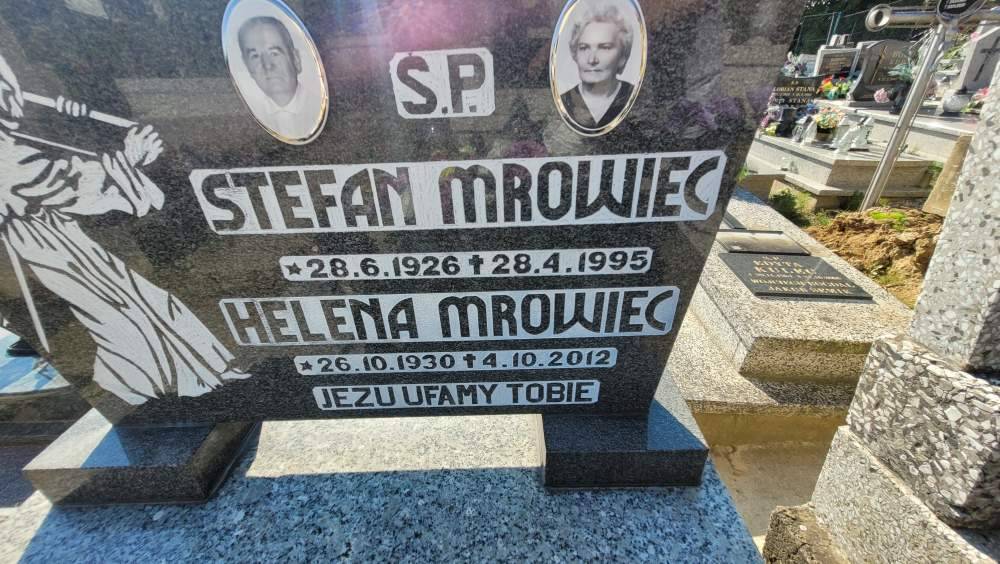 Ś.P.
STEFAN MROWIEC
*28.6.1926 ✝ 28.4.1995
HELENA MROWIEC
*26.10.1930 ✝ 4.10.2012
JEZU UFAMY TOBIE
STANA